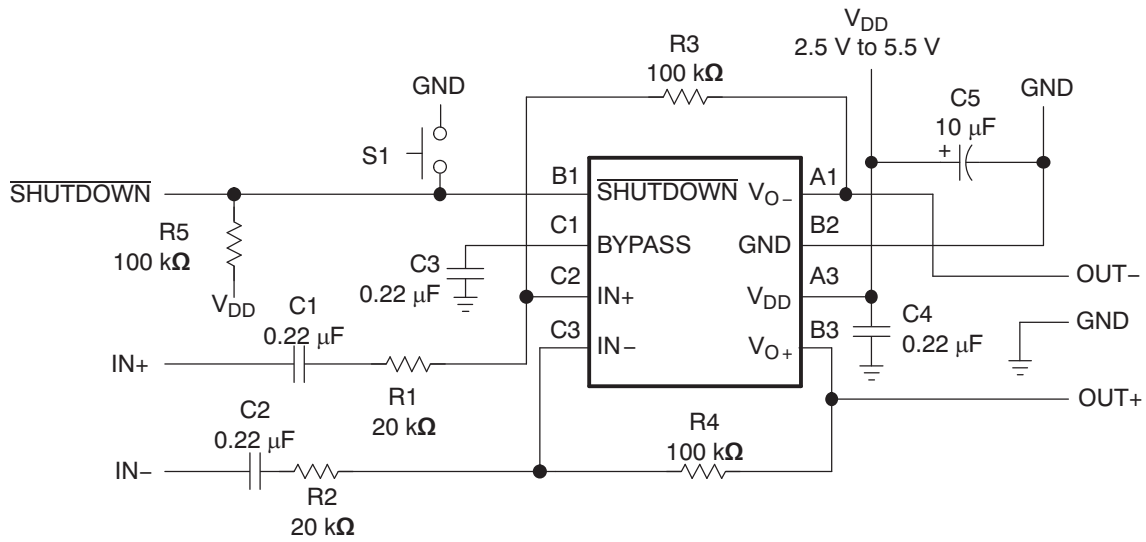 V_DD
2.5 V to 5.5 V
R3
100 kΩ
GND
C5
10 μF
+
GND
S1
SHUTDOWN
B1
SHUTDOWN
V_O−
A1
R5
100 kΩ
V_DD
C1
BYPASS
GND
B2
C3
0.22 μF
C2
IN+
V_DD
A3
OUT−
C1
0.22 μF
C3
IN−
V_O+
B3
C4
0.22 μF
GND
IN+
R1
20 kΩ
OUT+
C2
0.22 μF
R4
100 kΩ
IN−
R2
20 kΩ